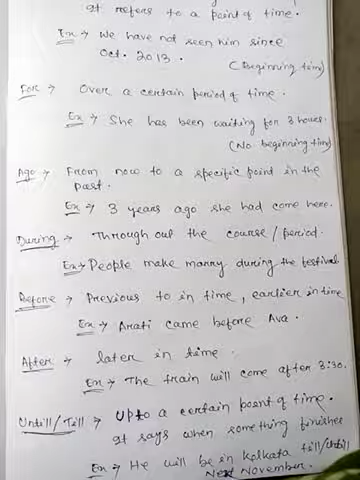 It refers to a point of time.
Ex → We have not seen him since
Oct. 2013.
(Beginning time)
For → Over a certain period of time.
Ex → She has been waiting for 3 hours.
(No beginning time)
Ago → From now to a specific point in the
past.
Ex → 3 years ago she had come here.
During → Through out the course/period.
Ex → People make marry during the festival
Before → Previous to in time, earlier in time
Ex → Arati came before Ava.
After → later in time.
Ex → The train will come after 3:30.
Untill/Till → Upto a certain point of time.
It says when something finishes
Ex → He will be in Kolkata till/until
Next November.